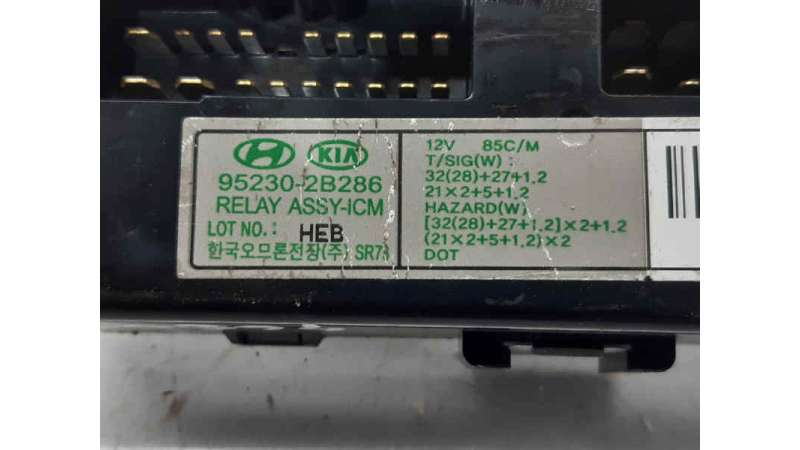 KIA
95230-2B286
RELAY ASSY-ICM
LOT NO.: HEB
한국오므론전장(주) SR73
12V 85C/M
T/SIG(W) :
32(28)+27+1.2
21×2+5+1.2
HAZARD(W)
[32(28)+27+1.2]×2+1.2
(21×2+5+1.2)×2
DOT